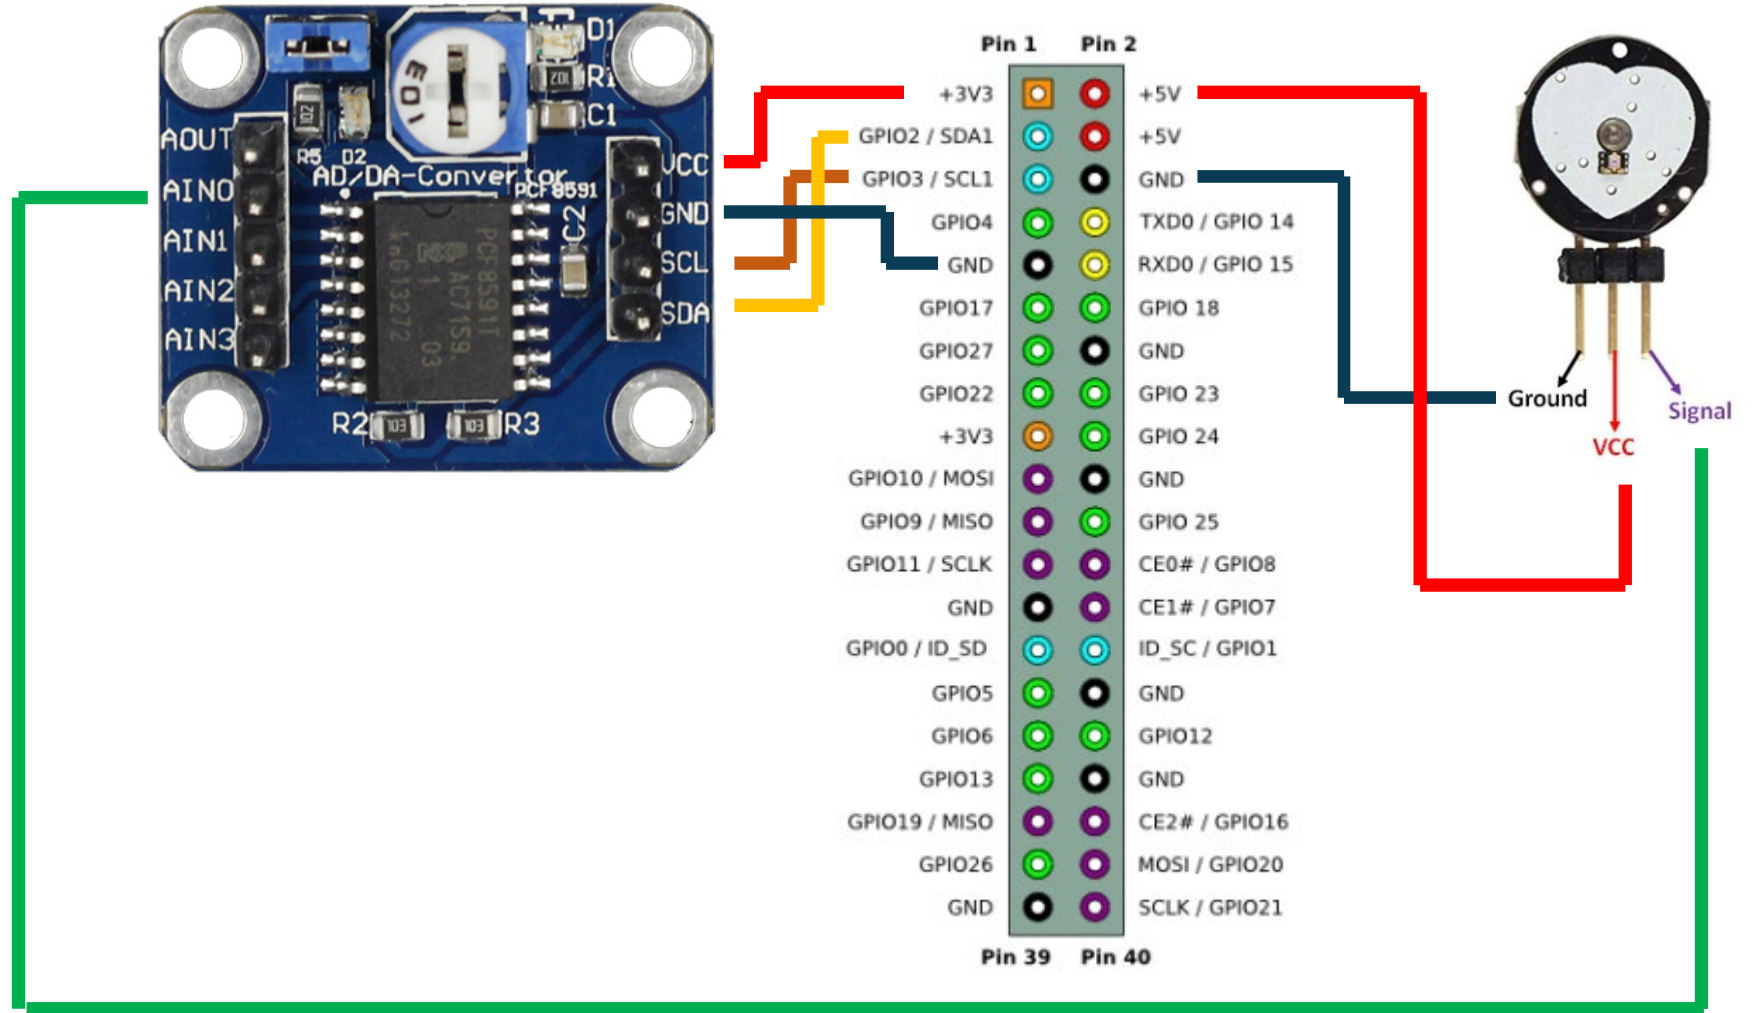 D1
R1
C1
102
102
E
D
I
AOUT
AIN0
AIN1
AIN2
AIN3
R5 D2
AD/DA-Convertor
PCF8591
VCC
GND
SCL
SDA
C2
PCF8591T
AC7159.
1 03
knG13272
R2
R3
Pin 1 Pin 2
+3V3 +5V
GPIO2 / SDA1 +5V
GPIO3 / SCL1 GND
GPIO4 TXD0 / GPIO 14
GND RXD0 / GPIO 15
GPIO17 GPIO 18
GPIO27 GND
GPIO22 GPIO 23
+3V3 GPIO 24
GPIO10 / MOSI GND
GPIO9 / MISO GPIO 25
GPIO11 / SCLK CE0# / GPIO8
GND CE1# / GPIO7
GPIO0 / ID_SD ID_SC / GPIO1
GPIO5 GND
GPIO6 GPIO12
GPIO13 GND
GPIO19 / MISO CE2# / GPIO16
GPIO26 MOSI / GPIO20
GND SCLK / GPIO21
Pin 39 Pin 40
Ground
VCC
Signal